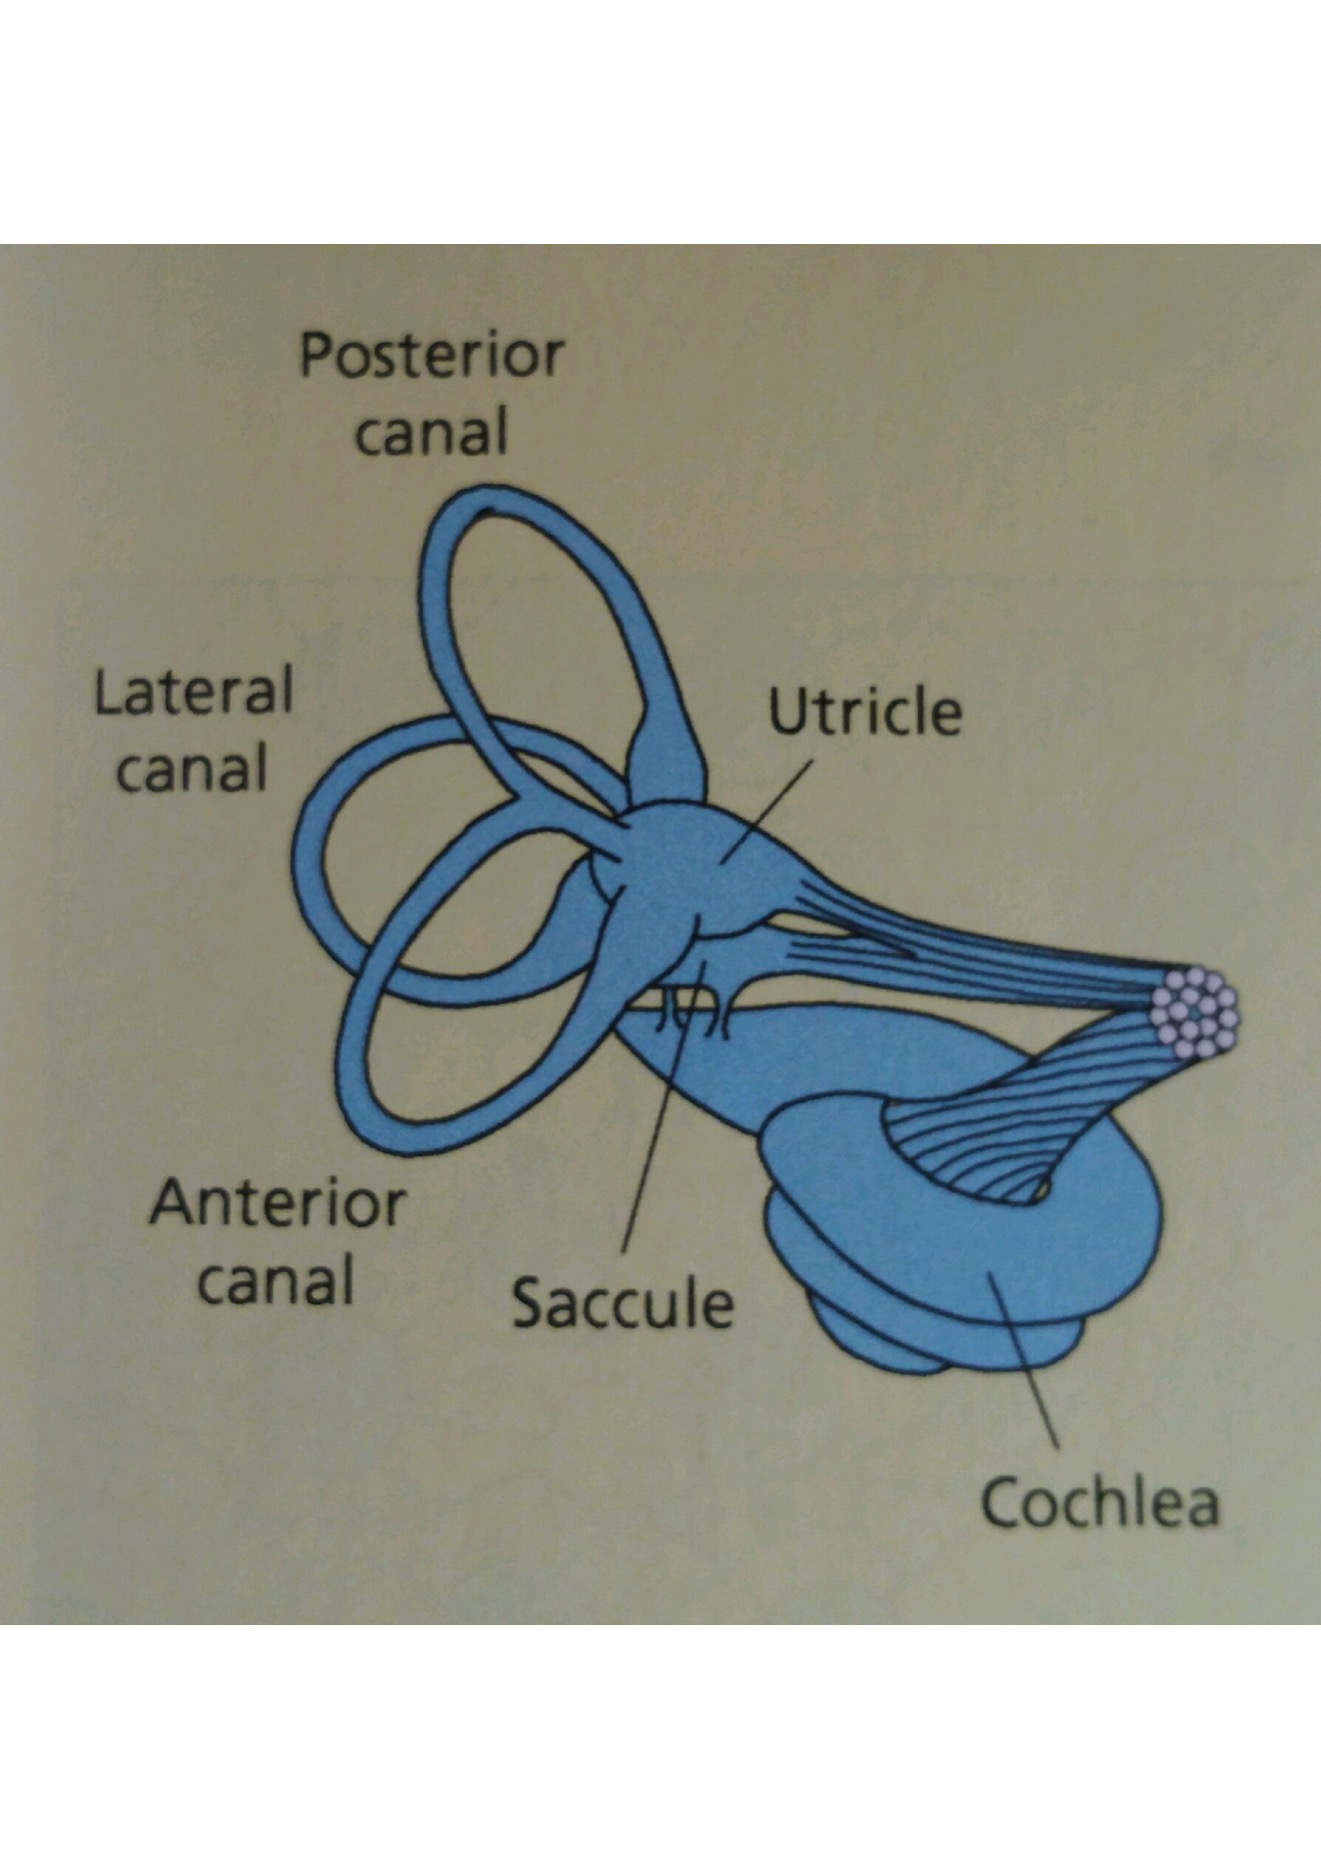 Posterior
canal
Lateral
canal
Utricle
Anterior
canal
Saccule
Cochlea